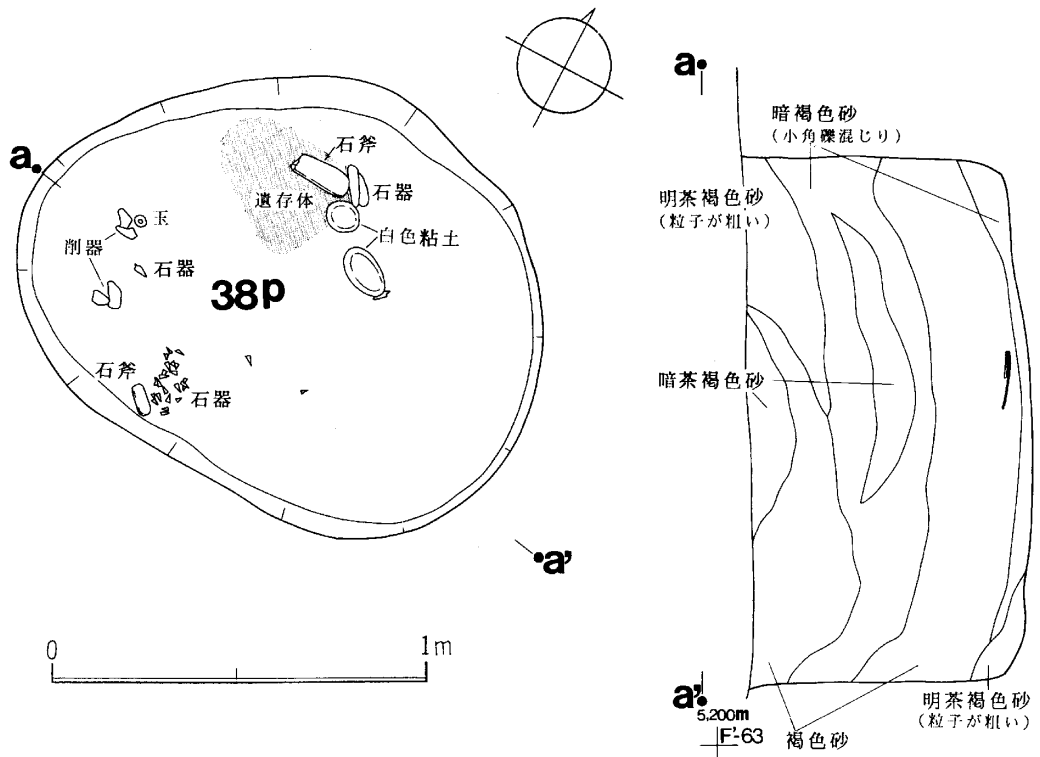 a
石斧
遺存体
石器
玉
白色粘土
削器
石器
38P
石斧
石器
a'
0
1m
a
暗褐色砂
(小角礫混じり)
明茶褐色砂
(粒子が粗い)
暗茶褐色砂
a'
5,200m
F'-63
褐色砂
明茶褐色砂
(粒子が粗い)